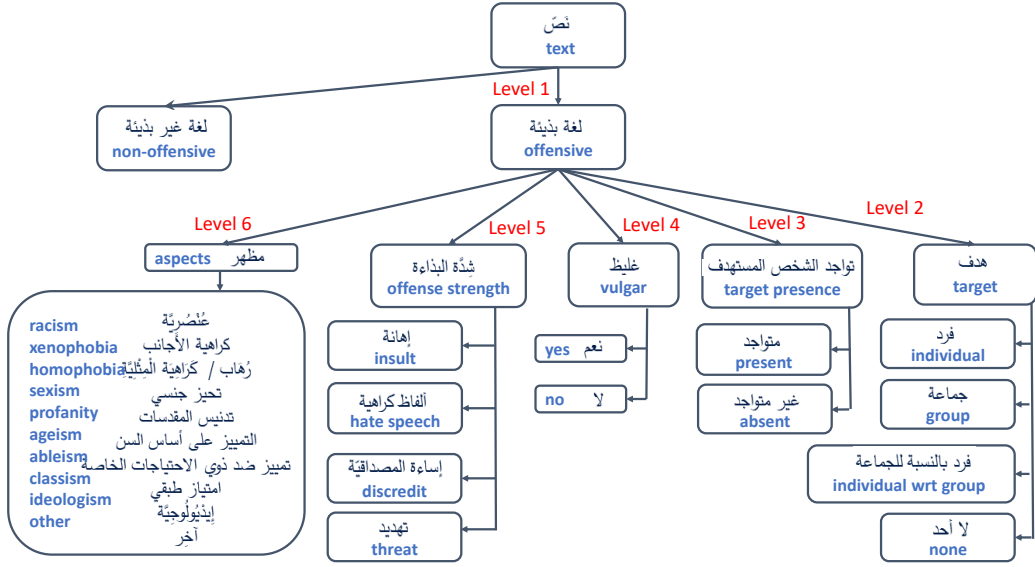 نَصّ
text
Level 1
لغة غير بذيئة
non-offensive
لغة بذيئة
offensive
Level 6
Level 5
Level 4
Level 3
Level 2
مظهر aspects
شِدَّة البذاءة
offense strength
غليظ
vulgar
تواجد الشخص المستهدف
target presence
هدف
target
racism
xenophobia
homophobia
sexism
profanity
ageism
ableism
classism
ideologism
other
عُنْصُرِيَّة
كراهية الأجانب
رُهَاب / كَرَاهِيَة الْمِثْلِيَّةِ
تحيز جنسي
تدنيس المقدسات
التمييز على أساس السن
تمييز ضد ذوي الاحتياجات الخاصة
امتياز طبقي
إِيذْيُولُوجِيَّة
آخِر
إهانة
insult
ألفاظ كراهية
hate speech
إساءة المصداقيّة
discredit
تهديد
threat
نعم yes
لا no
متواجد
present
غير متواجد
absent
فرد
individual
جماعة
group
فرد بالنسبة للجماعة
individual wrt group
لا أحد
none